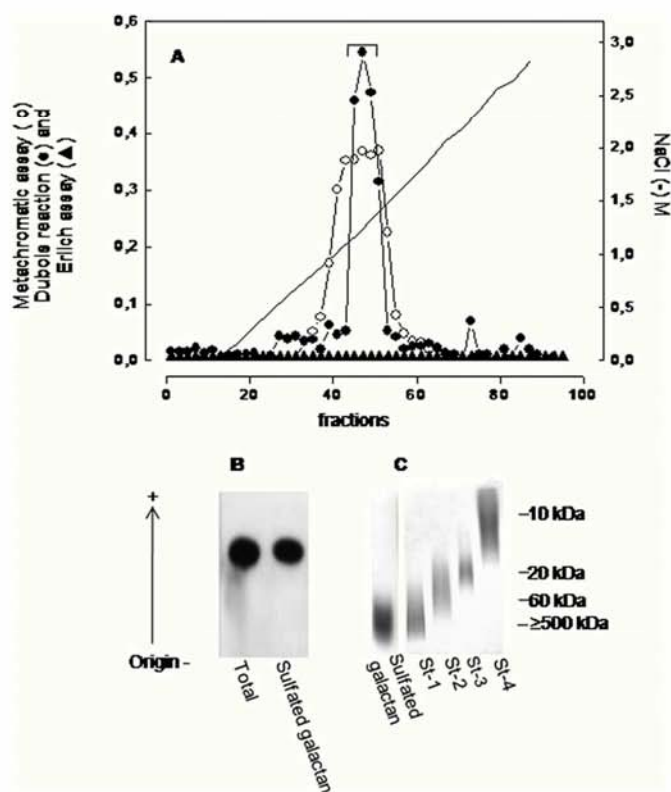 A
Metachromatic assay ( o )
Dubois reaction (●) and
Erlich assay (▲)
0,6
0,5
0,4
0,3
0,2
0,1
0,0
NaCl (-) M
3,0
2,5
2,0
1,5
1,0
0,5
0,0
0
20
40
60
80
100
fractions
B
C
+
Origin -
Total
Sulfated galactan
Sulfated
galactan
St-1
St-2
St-3
St-4
–10 kDa
–20 kDa
–60 kDa
– ≥500 kDa